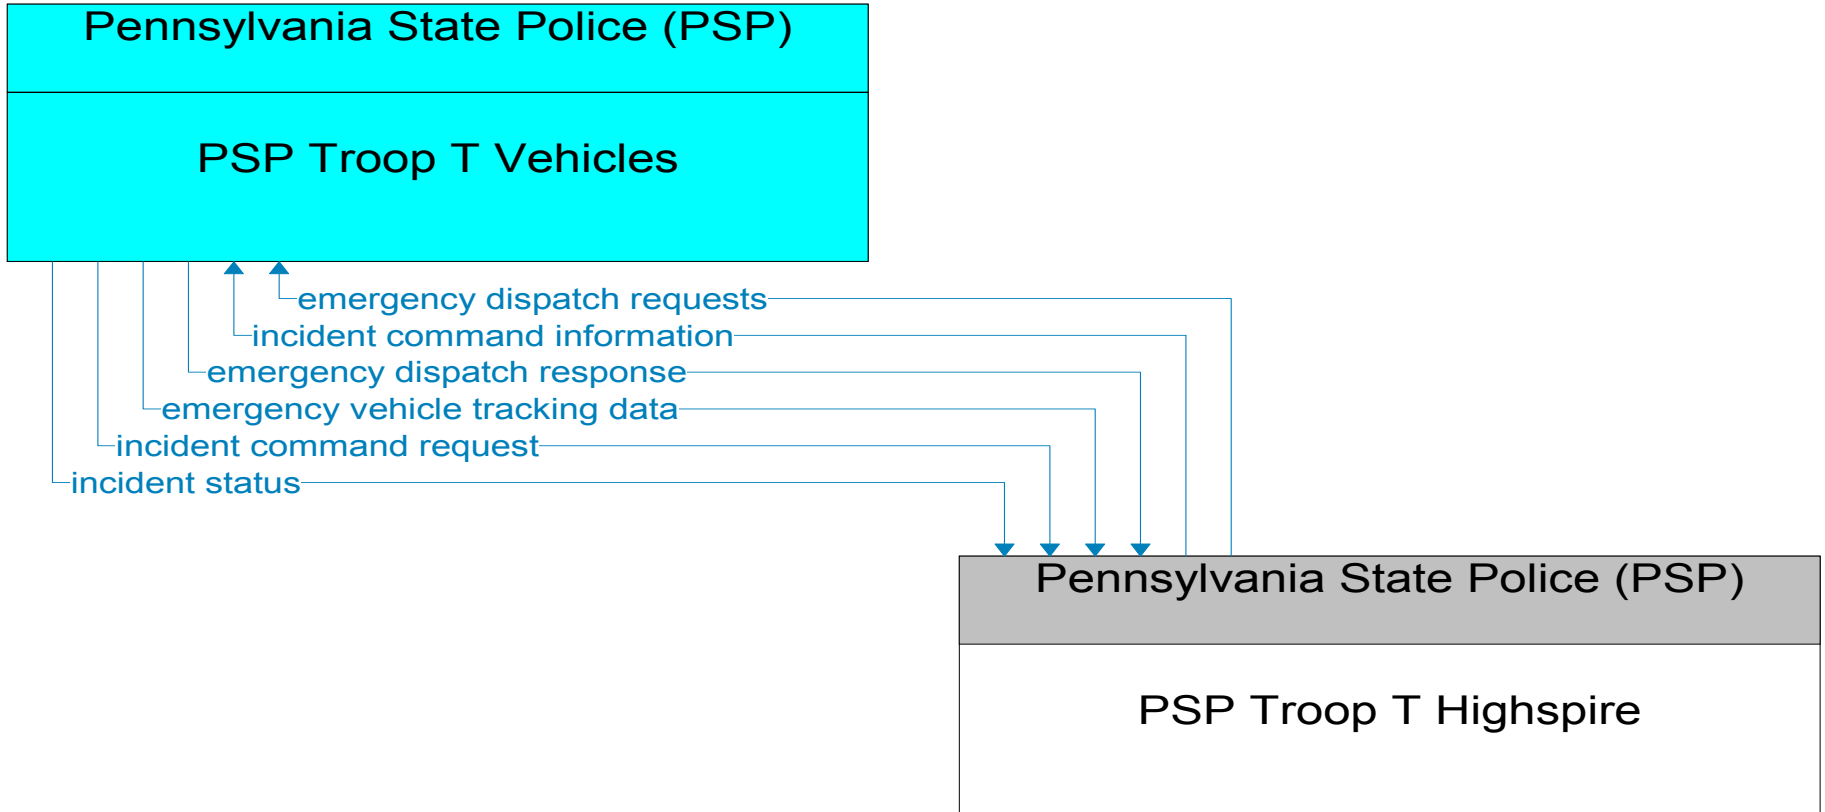 Pennsylvania State Police (PSP)
PSP Troop T Vehicles
emergency dispatch requests
incident command information
emergency dispatch response
emergency vehicle tracking data
incident command request
incident status
Pennsylvania State Police (PSP)
PSP Troop T Highspire